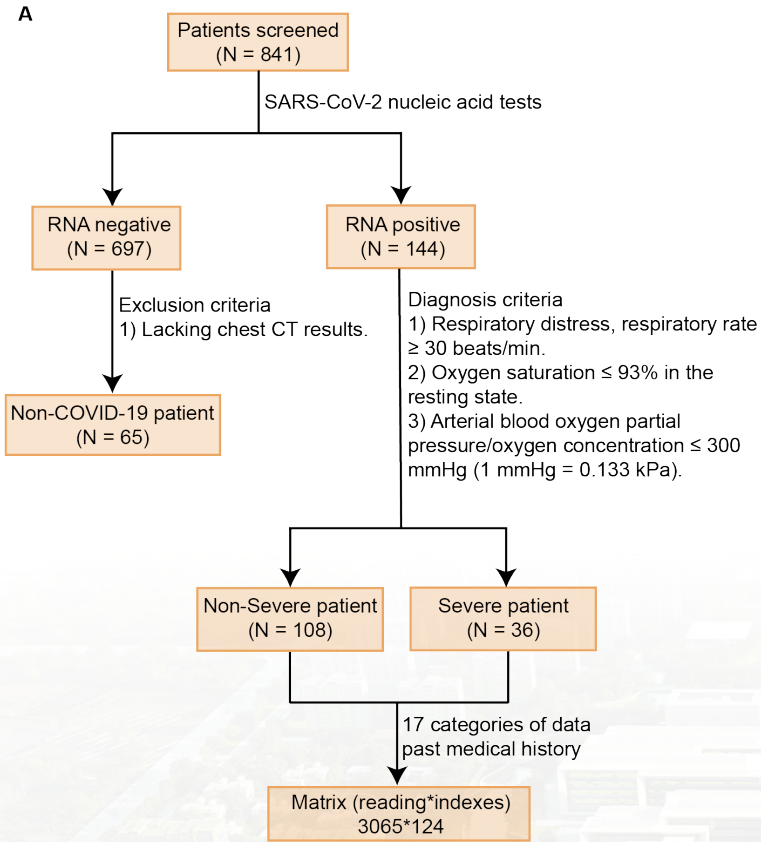 A
Patients screened
(N = 841)
SARS-CoV-2 nucleic acid tests
RNA negative
(N = 697)
RNA positive
(N = 144)
Exclusion criteria
1) Lacking chest CT results.
Diagnosis criteria
1) Respiratory distress, respiratory rate
≥ 30 beats/min.
2) Oxygen saturation ≤ 93% in the
resting state.
3) Arterial blood oxygen partial
pressure/oxygen concentration ≤ 300
mmHg (1 mmHg = 0.133 kPa).
Non-COVID-19 patient
(N = 65)
Non-Severe patient
(N = 108)
Severe patient
(N = 36)
17 categories of data
past medical history
Matrix (reading*indexes)
3065*124